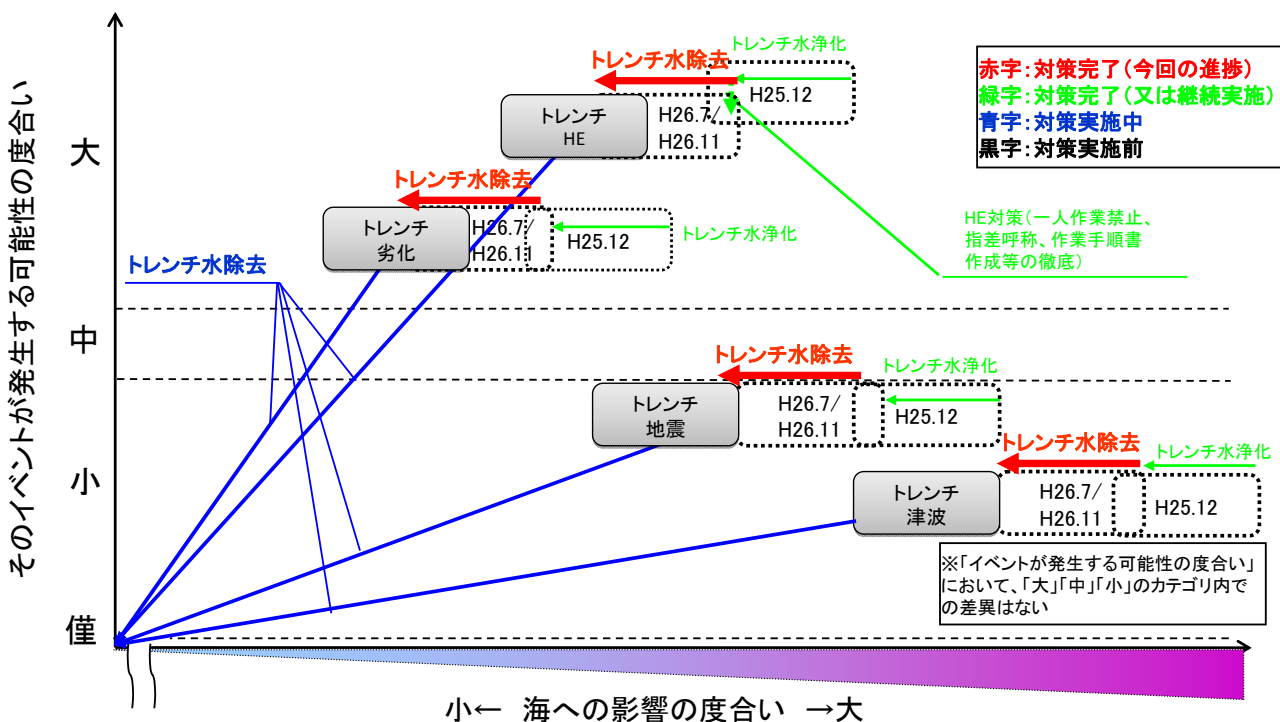 そのイベントが発生する可能性の度合い
大
中
小
僅
トレンチ水除去
トレンチ水浄化
H25.12
トレンチ
HE
H26.7/
H26.11
赤字:対策完了(今回の進捗)
緑字:対策完了(又は継続実施)
青字:対策実施中
黒字:対策実施前
トレンチ水除去
トレンチ
劣化
H26.7/
H26.11
H25.12
トレンチ水浄化
HE対策(一人作業禁止、
指差呼称、作業手順書
作成等の徹底)
トレンチ水除去
トレンチ水除去
トレンチ水浄化
トレンチ
地震
H26.7/
H26.11
H25.12
トレンチ水除去
トレンチ水浄化
トレンチ
津波
H26.7/
H26.11
H25.12
※「イベントが発生する可能性の度合い」
において、「大」「中」「小」のカテゴリ内で
の差異はない
小← 海への影響の度合い →大